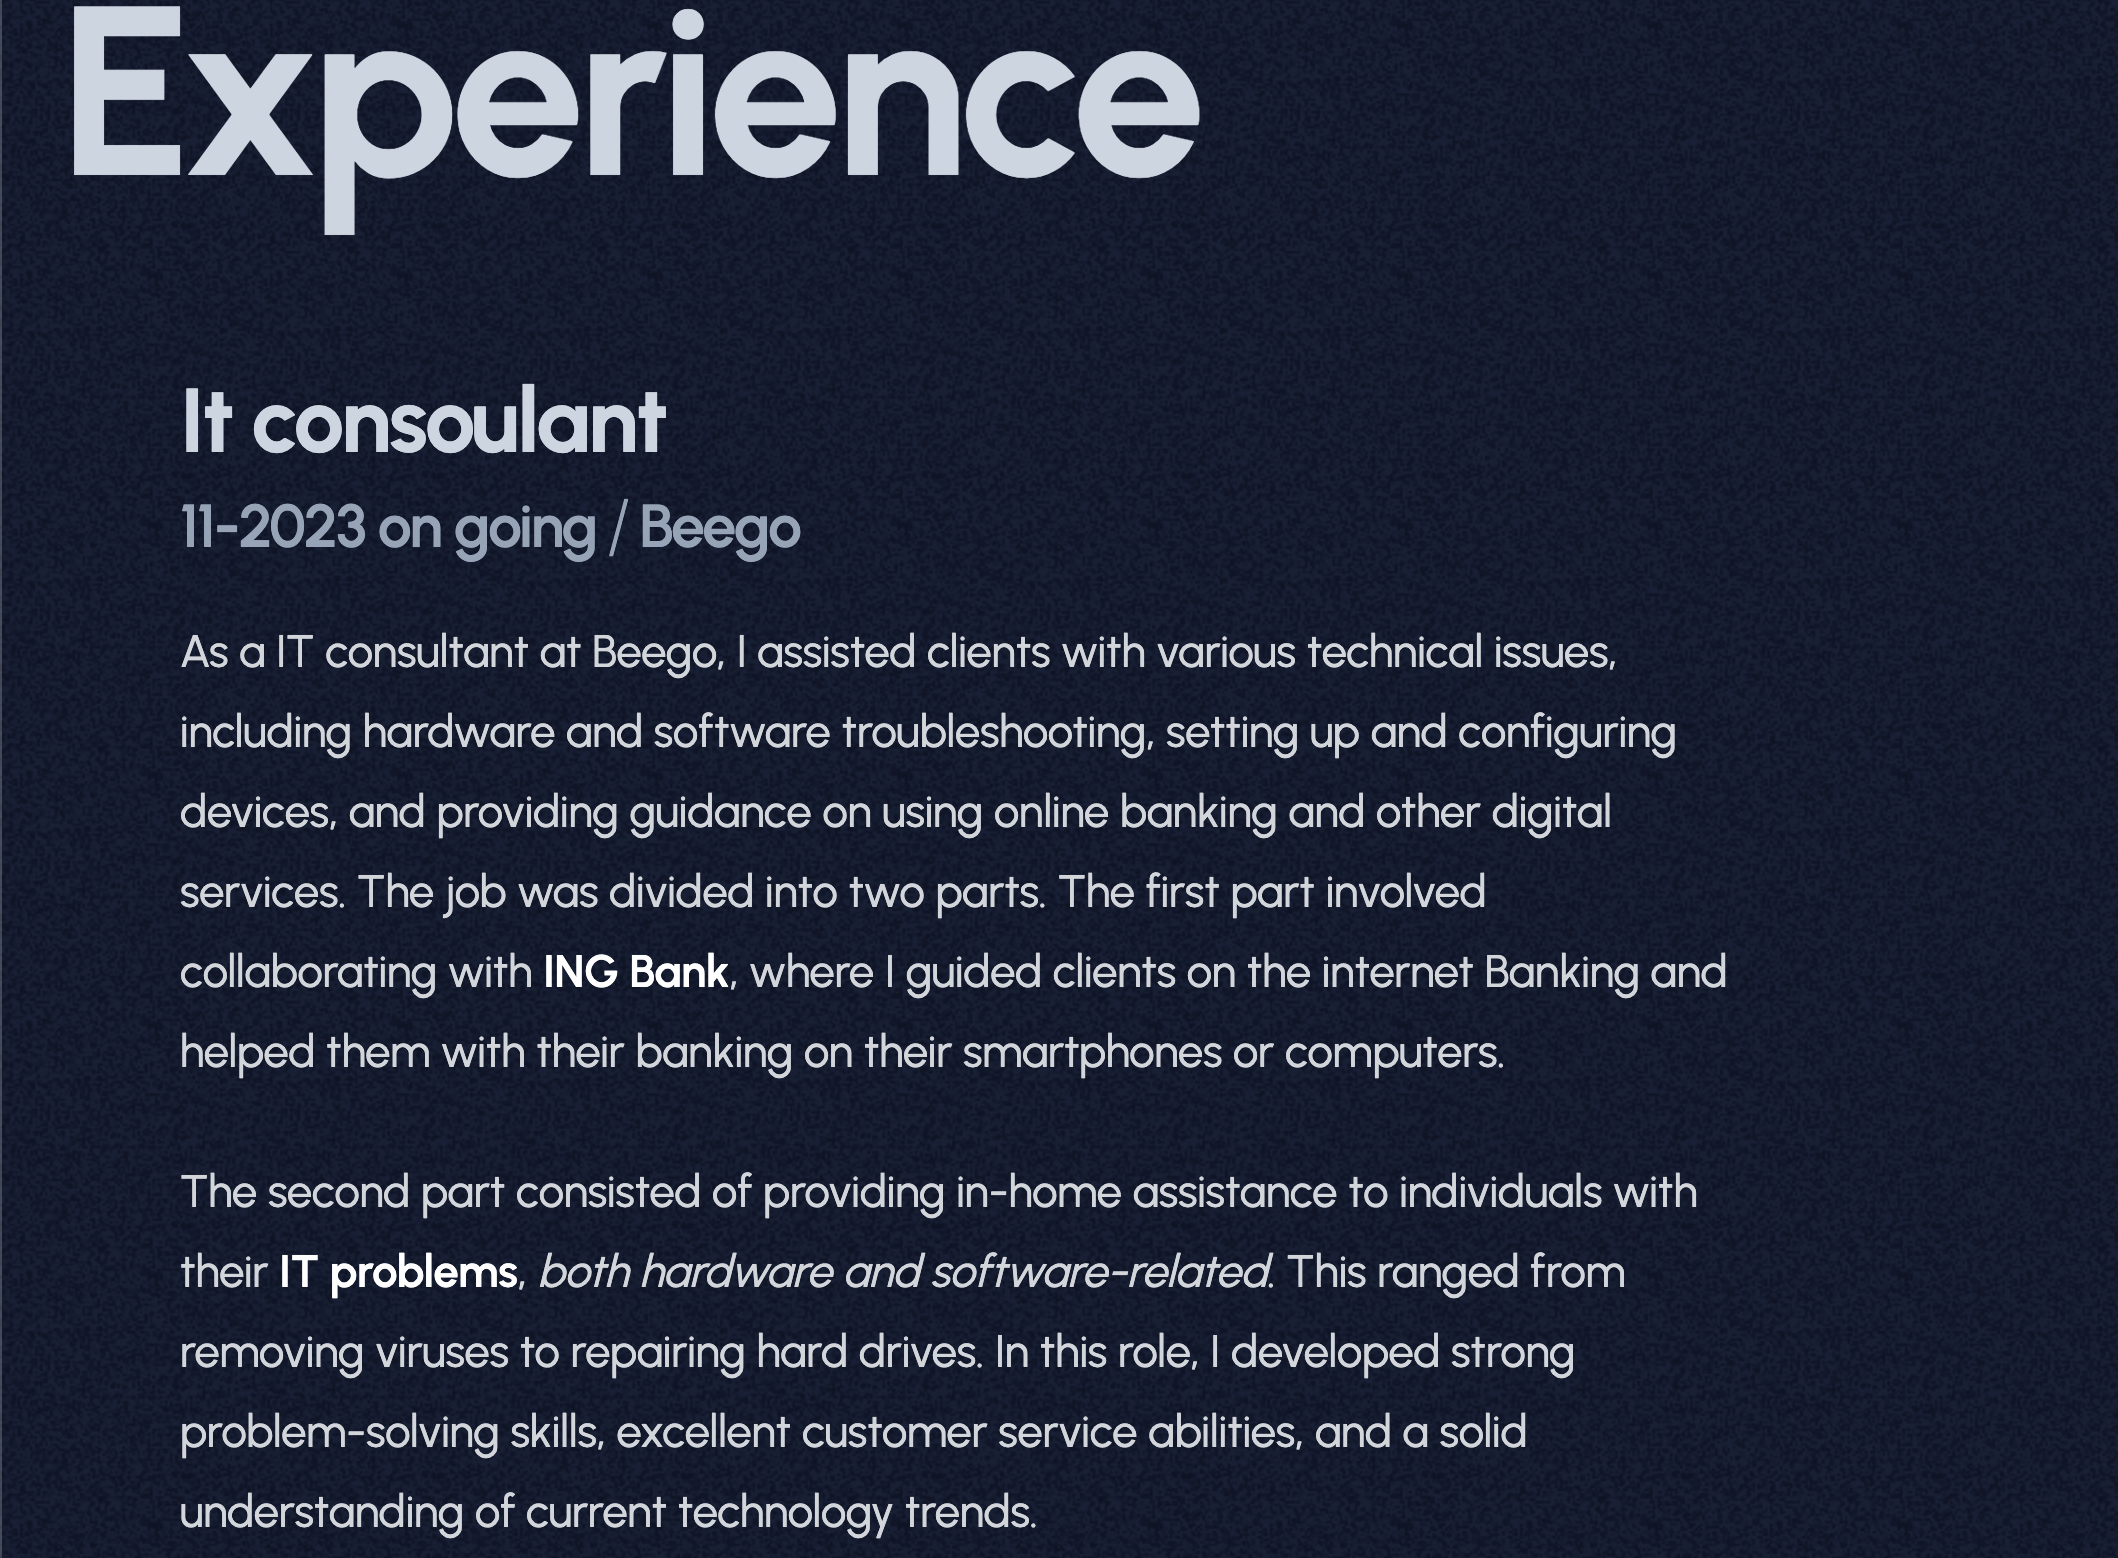 Experience
It consoulant
11-2023 on going / Beego
As a IT consultant at Beego, I assisted clients with various technical issues,
including hardware and software troubleshooting, setting up and configuring
devices, and providing guidance on using online banking and other digital
services. The job was divided into two parts. The first part involved
collaborating with ING Bank, where I guided clients on the internet Banking and
helped them with their banking on their smartphones or computers.
The second part consisted of providing in-home assistance to individuals with
their IT problems, both hardware and software-related. This ranged from
removing viruses to repairing hard drives. In this role, I developed strong
problem-solving skills, excellent customer service abilities, and a solid
understanding of current technology trends.